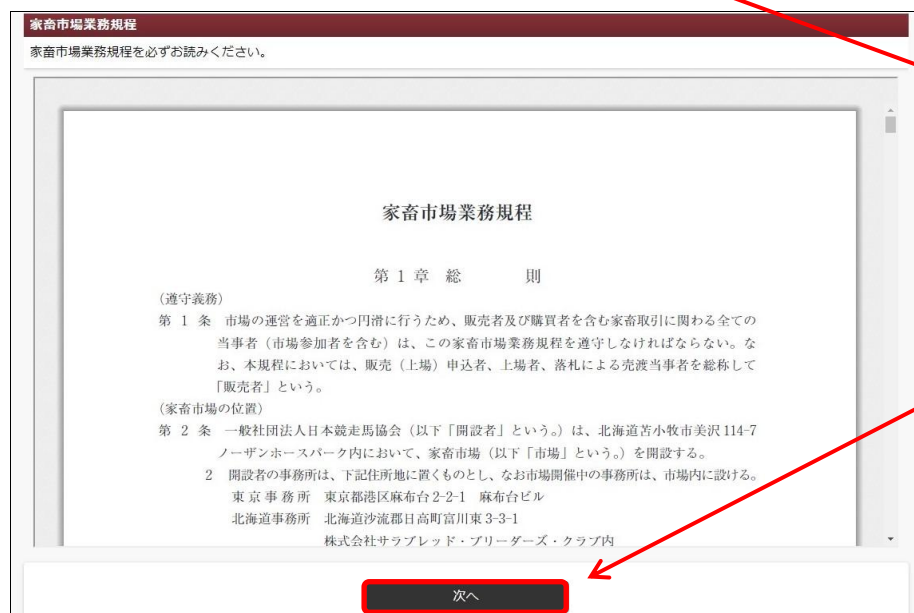 家畜市場業務規程
家畜市場業務規程を必ずお読みください。
家畜市場業務規程
第 1 章 総 則
（遵守義務）
第 1 条 市場の運営を適正かつ円滑に行うため、販売者及び購買者を含む家畜取引に関わる全ての
当事者（市場参加者を含む）は、この家畜市場業務規程を遵守しなければならない。な
お、本規程においては、販売（上場）申込者、上場者、落札による売渡当事者を総称して
「販売者」という。
（家畜市場の位置）
第 2 条 一般社団法人日本競走馬協会（以下「開設者」という。）は、北海道苫小牧市美沢 114-7
ノーザンホースパーク内において、家畜市場（以下「市場」という。）を開設する。
2 開設者の事務所は、下記住所地に置くものとし、なお市場開催中の事務所は、市場内に設ける。
東京事務所 東京都港区麻布台 2-2-1 麻布台ビル
北海道事務所 北海道沙流郡日高町富川東 3-3-1
株式会社サラブレッド・ブリーダーズ・クラブ内
次へ